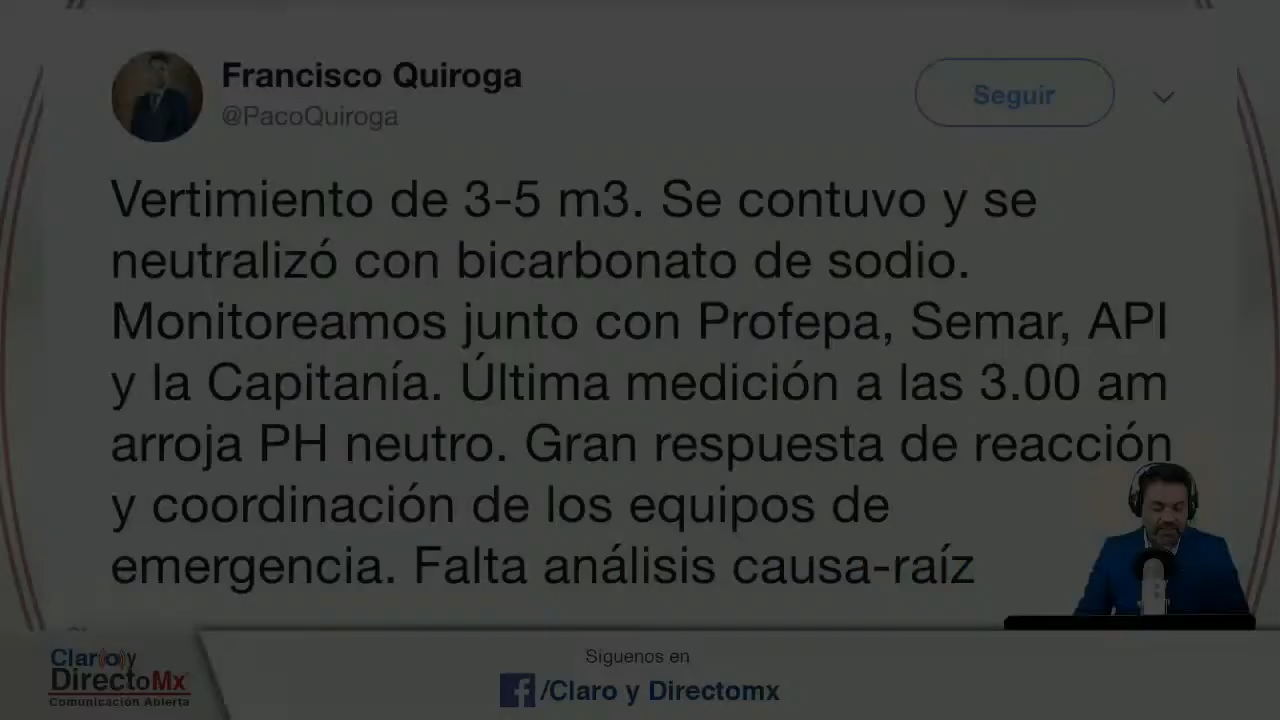 Francisco Quiroga
@PacoQuiroga
Seguir
Vertimiento de 3-5 m3. Se contuvo y se
neutralizó con bicarbonato de sodio.
Monitoreamos junto con Profepa, Semar, API
y la Capitanía. Última medición a las 3.00 am
arroja PH neutro. Gran respuesta de reacción
y coordinación de los equipos de
emergencia. Falta análisis causa-raíz
Claro y
DirectoMx
Comunicación Abierta
Síguenos en
/Claro y Directomx